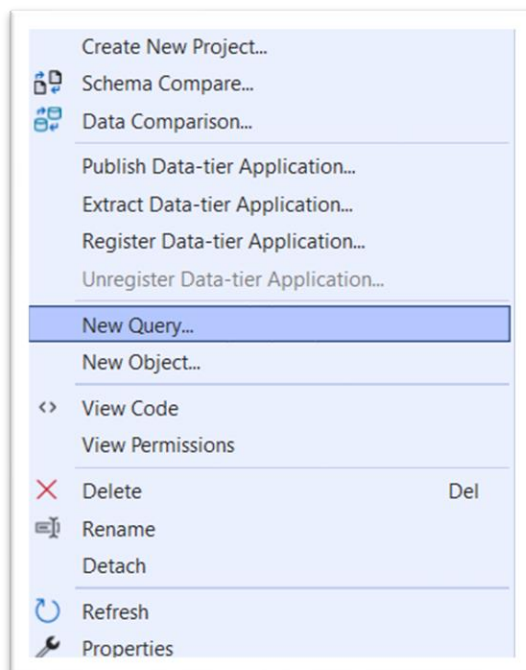 Create New Project...
Schema Compare...
Data Comparison...
Publish Data-tier Application...
Extract Data-tier Application...
Register Data-tier Application...
Unregister Data-tier Application...
New Query...
New Object...
View Code
View Permissions
Delete Del
Rename
Detach
Refresh
Properties